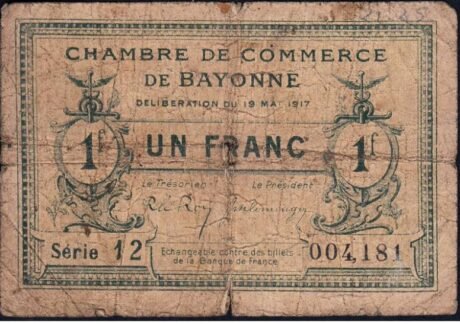 CHAMBRE DE COMMERCE
DE BAYONNE
DELIBERATION DU 19 MAI 1917
1f UN FRANC 1f
Le Trésorier Le Président
Série 12 Echangeable contre des billets de la Banque de France 004,181